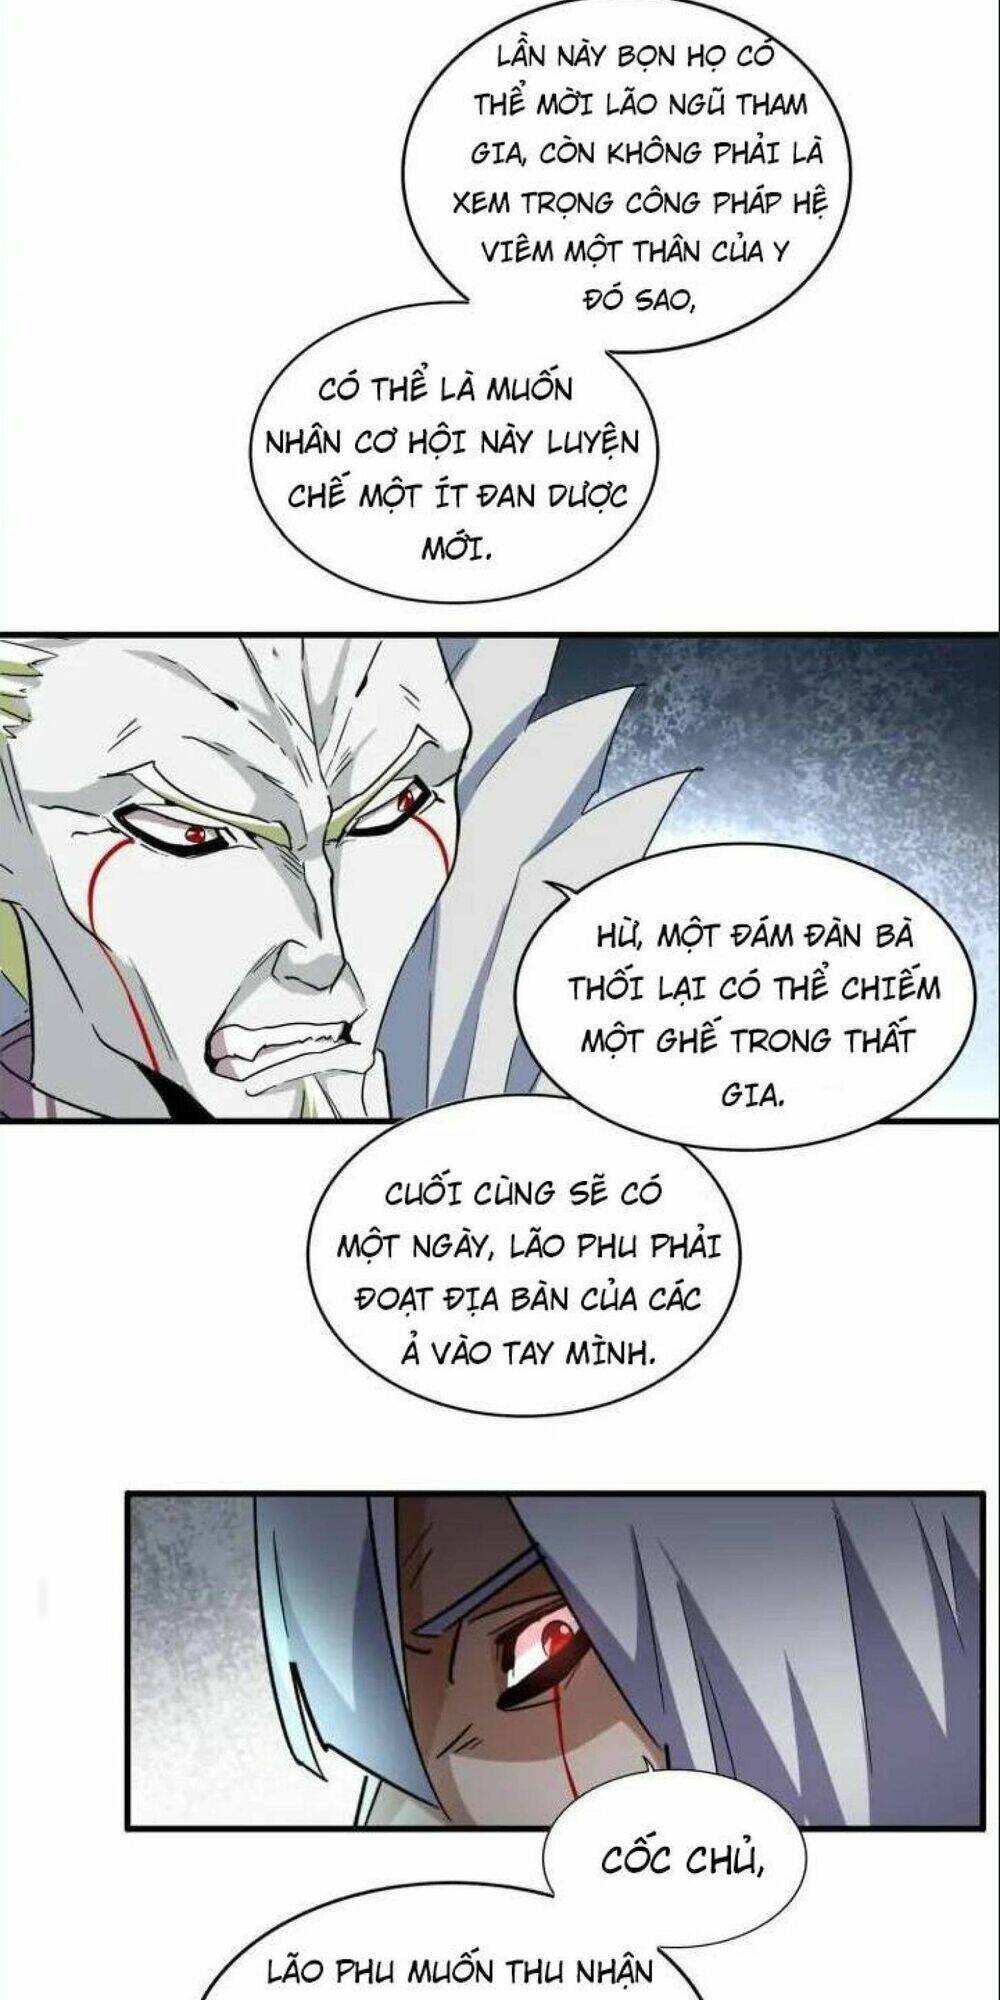 LẦN NÀY BỌN HỌ CÓ
THỂ MỜI LÃO NGŨ THAM
GIA, CÒN KHÔNG PHẢI LÀ
XEM TRỌNG CÔNG PHÁP HỆ
VIÊM MỘT THÂN CỦA Y
ĐÓ SAO,
CÓ THỂ LÀ MUỐN
NHÂN CƠ HỘI NÀY LUYỆN
CHẾ MỘT ÍT ĐAN DƯỢC
MỚI.
HỪ, MỘT ĐÁM ĐÀN BÀ
THỐI LẠI CÓ THỂ CHIẾM
MỘT GHẾ TRONG THẤT
GIA.
CUỐI CÙNG SẼ CÓ
MỘT NGÀY, LÃO PHU PHẢI
ĐOẠT ĐỊA BÀN CỦA CÁC
Ả VÀO TAY MÌNH.
CỐC CHỦ,
LÃO PHU MUỐN THU NHẬN